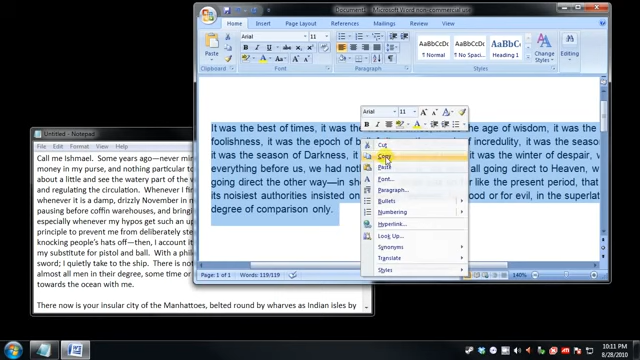 Document - Microsoft Word non-commercial use
Home Insert Page Layout References Mailings Review View
Paste
Arial 11
AaBbCcDc AaBbCcDc AaBbC
¶ Normal ¶ No Spaci... Heading 1
Change Styles
Editing
Clipboard Font Paragraph Styles
It was the best of times, it was the
foolishness, it was the epoch of
it was the season of Darkness, it
everything before us, we had
going direct the other way—in
its noisiest authorities insisted on
degree of comparison only.
was the age of wisdom, it was the
of incredulity, it was the season
was the winter of despair, we
all going direct to Heaven, we
like the present period, that
good or for evil, in the superlat
Arial 11
Cut
Copy
Paste
Font...
Paragraph...
Bullets
Numbering
Hyperlink...
Look Up...
Synonyms
Translate
Styles
Page: 1 of 1 Words: 119/119
140%
Untitled - Notepad
File Edit Format View Help
Call me Ishmael. Some years ago—never min
money in my purse, and nothing particular to
about a little and see the watery part of the w
and regulating the circulation. Whenever I fin
whenever it is a damp, drizzly November in m
pausing before coffin warehouses, and bringing
especially whenever my hypos get such an up
principle to prevent me from deliberately step
knocking people's hats off—then, I account it
my substitute for pistol and ball. With a philo
sword; I quietly take to the ship. There is noth
almost all men in their degree, some time or
towards the ocean with me.
There now is your insular city of the Manhattoes, belted round by wharves as Indian isles by
10:11 PM
8/28/2010